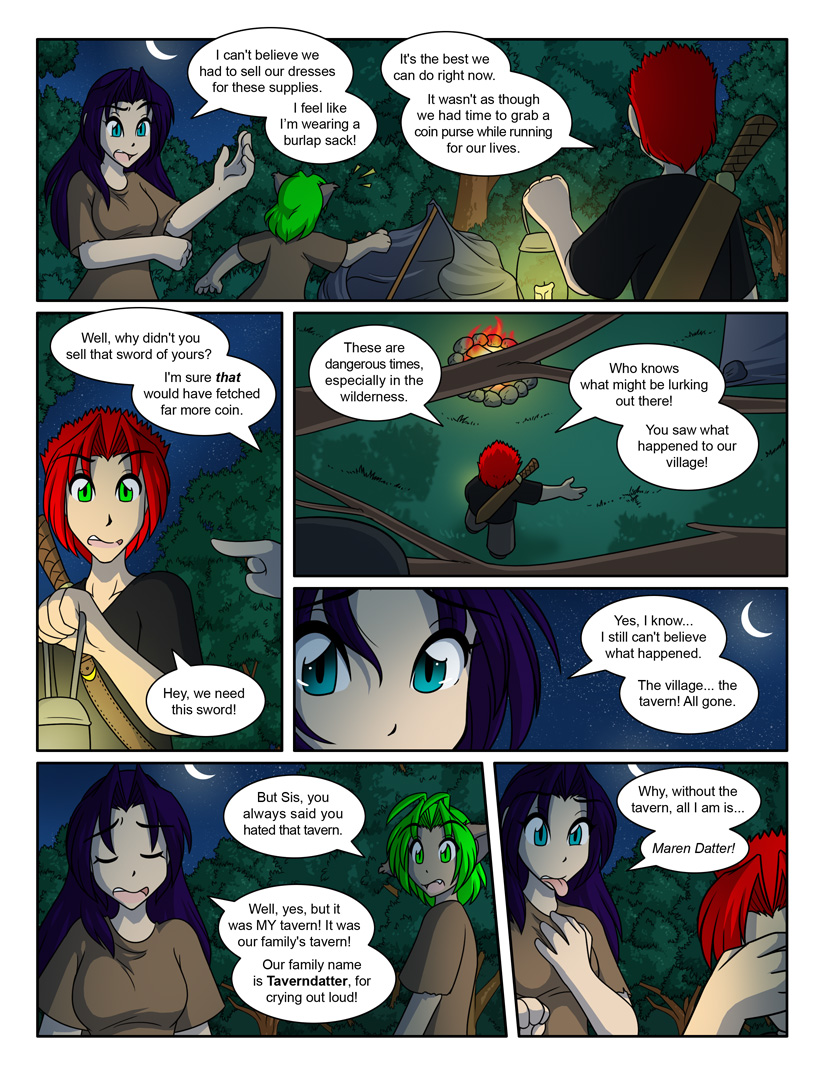 I can't believe we
had to sell our dresses
for these supplies.
I feel like
I'm wearing a
burlap sack!
It's the best we
can do right now.
It wasn't as though
we had time to grab a
coin purse while running
for our lives.
Well, why didn't you
sell that sword of yours?
I'm sure that
would have fetched
far more coin.
Hey, we need
this sword!
These are
dangerous times,
especially in the
wilderness.
Who knows
what might be lurking
out there!
You saw what
happened to our
village!
Yes, I know...
I still can't believe
what happened.
The village... the
tavern! All gone.
But Sis, you
always said you
hated that tavern.
Well, yes, but it
was MY tavern! It was
our family's tavern!
Our family name
is Taverndatter, for
crying out loud!
Why, without the
tavern, all I am is...
Maren Datter!